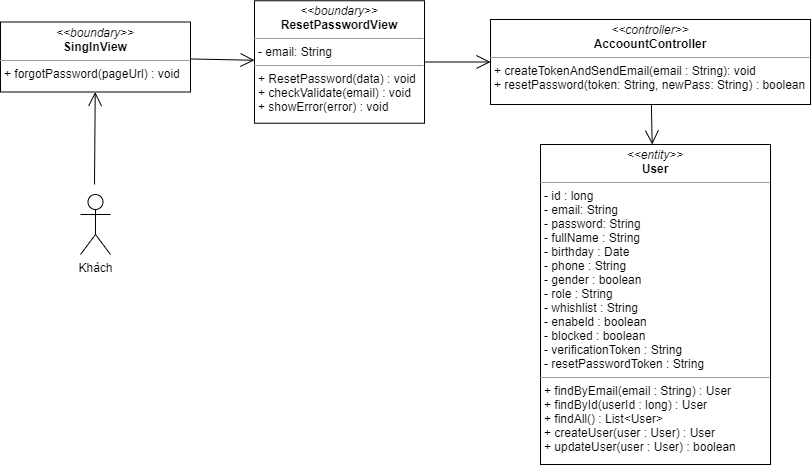 <<boundary>>
SingInView
+ forgotPassword(pageUrl) : void
<<boundary>>
ResetPasswordView
- email: String
+ ResetPassword(data) : void
+ checkValidate(email) : void
+ showError(error) : void
<<controller>>
AccoountController
+ createTokenAndSendEmail(email : String): void
+ resetPassword(token: String, newPass: String) : boolean
Khách
<<entity>>
User
- id : long
- email: String
- password: String
- fullName : String
- birthday : Date
- phone : String
- gender : boolean
- role : String
- whishlist : String
- enabeld : boolean
- blocked : boolean
- verificationToken : String
- resetPasswordToken : String
+ findByEmail(email : String) : User
+ findById(userId : long) : User
+ findAll() : List<User>
+ createUser(user : User) : User
+ updateUser(user : User) : boolean